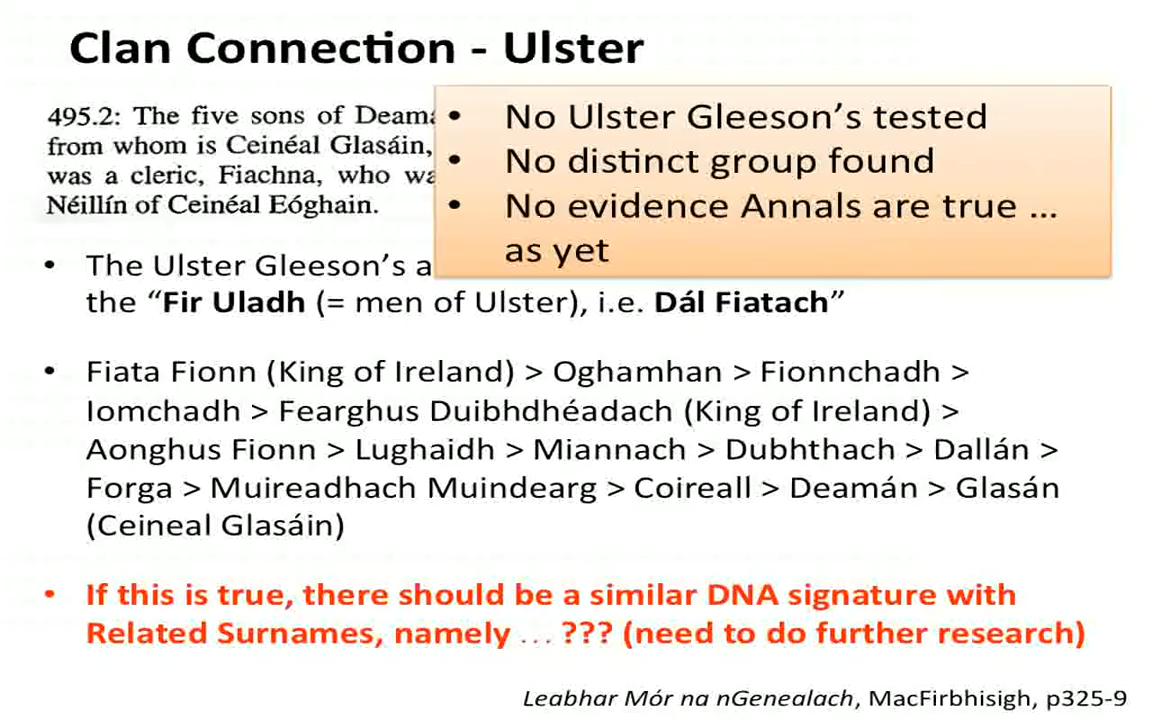 Clan Connection - Ulster
495.2: The five sons of Deam
from whom is Ceinéal Glasáin,
was a cleric, Fiachna, who wa
Néillín of Ceinéal Eóghain.
• No Ulster Gleeson’s tested
• No distinct group found
• No evidence Annals are true …
as yet
• The Ulster Gleeson’s a
the “Fir Uladh (= men of Ulster), i.e. Dál Fiatach”
• Fiata Fionn (King of Ireland) > Oghamhan > Fionnchadh >
Iomchadh > Fearghus Duibhdhéadach (King of Ireland) >
Aonghus Fionn > Lughaidh > Miannach > Dubhthach > Dallán >
Forga > Muireadhach Muindearg > Coireall > Deamán > Glasán
(Ceineal Glasáin)
• If this is true, there should be a similar DNA signature with
Related Surnames, namely … ??? (need to do further research)
Leabhar Mór na nGenealach, MacFirbhisigh, p325-9